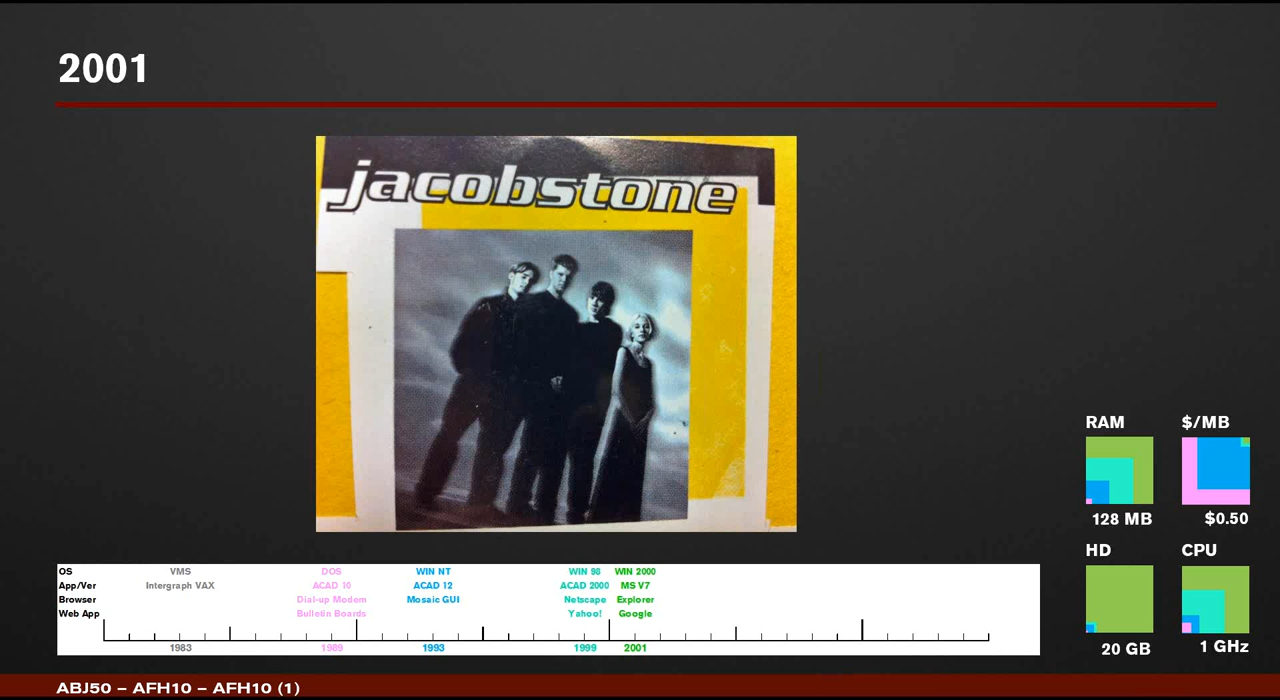 2001
jacobstone
RAM $/MB
128 MB $0.50
HD CPU
20 GB 1 GHz
OS VMS DOS WIN NT WIN 98 WIN 2000
App/Ver Intergraph VAX ACAD 10 ACAD 12 ACAD 2000 MS V7
Browser Dial-up Modem Mosaic GUI Netscape Explorer
Web App Bulletin Boards Yahoo! Google
1983 1989 1993 1999 2001
ABJ50 – AFH10 – AFH10 (1)